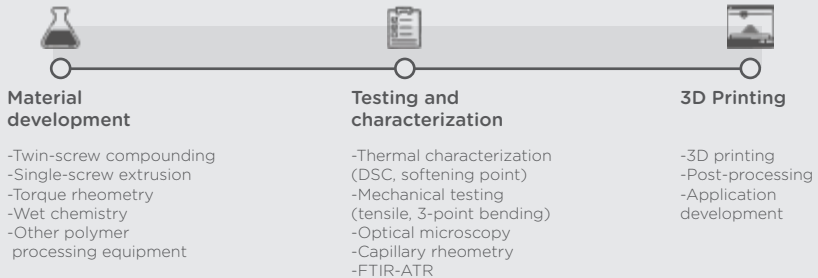 Material
development
-Twin-screw compounding
-Single-screw extrusion
-Torque rheometry
-Wet chemistry
-Other polymer
processing equipment
Testing and
characterization
-Thermal characterization
(DSC, softening point)
-Mechanical testing
(tensile, 3-point bending)
-Optical microscopy
-Capillary rheometry
-FTIR-ATR
3D Printing
-3D printing
-Post-processing
-Application
development